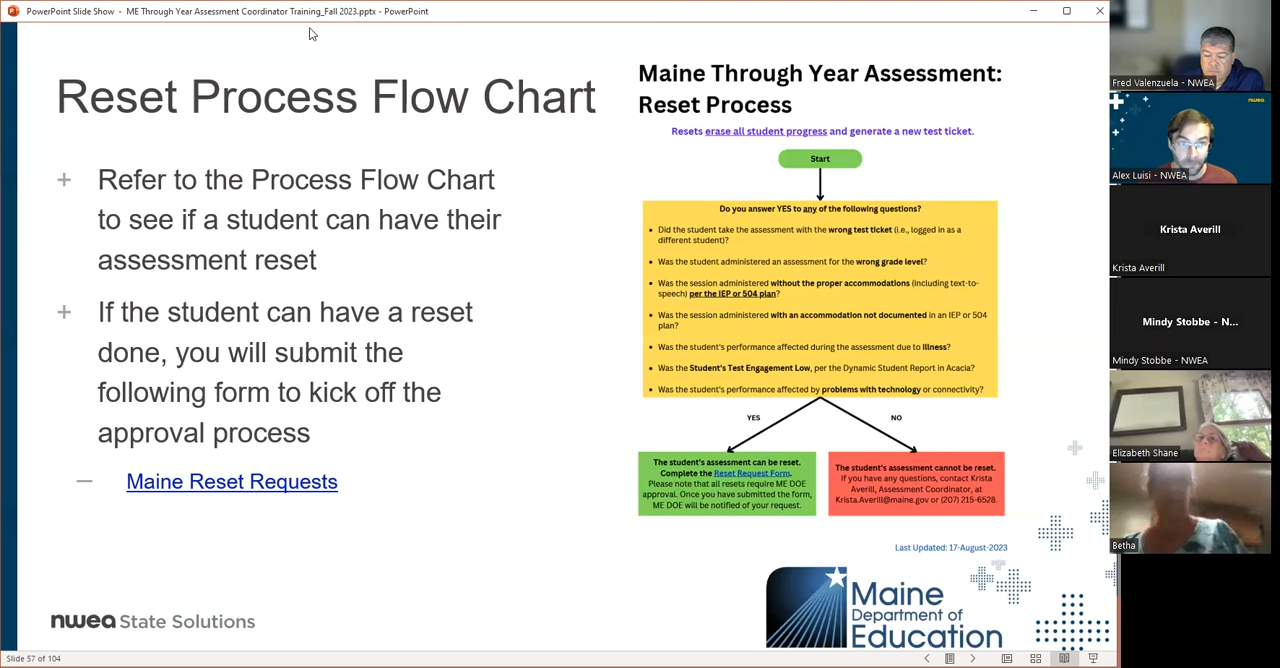 PowerPoint Slide Show - ME Through Year Assessment Coordinator Training_Fall 2023.pptx - PowerPoint
Reset Process Flow Chart
+ Refer to the Process Flow Chart
to see if a student can have their
assessment reset
+ If the student can have a reset
done, you will submit the
following form to kick off the
approval process
– Maine Reset Requests
Maine Through Year Assessment:
Reset Process
Resets erase all student progress and generate a new test ticket.
Start
Do you answer YES to any of the following questions?
• Did the student take the assessment with the wrong test ticket (i.e., logged in as a
different student)?
• Was the student administered an assessment for the wrong grade level?
• Was the session administered without the proper accommodations (including text-to-
speech) per the IEP or 504 plan?
• Was the session administered with an accommodation not documented in an IEP or 504
plan?
• Was the student's performance affected during the assessment due to illness?
• Was the Student's Test Engagement Low, per the Dynamic Student Report in Acacia?
• Was the student's performance affected by problems with technology or connectivity?
YES
NO
The student's assessment can be reset.
Complete the Reset Request Form.
Please note that all resets require ME DOE
approval. Once you have submitted the form,
ME DOE will be notified of your request.
The student's assessment cannot be reset.
If you have any questions, contact Krista
Averill, Assessment Coordinator, at
Krista.Averill@maine.gov or (207) 215-6528.
Last Updated: 17-August-2023
nwea State Solutions
Maine
Department of
Education
Slide 57 of 104
Fred Valenzuela - NWEA
nwea
Alex Luisi - NWEA
Krista Averill
Krista Averill
Mindy Stobbe - N...
Mindy Stobbe - NWEA
Elizabeth Shane
Betha